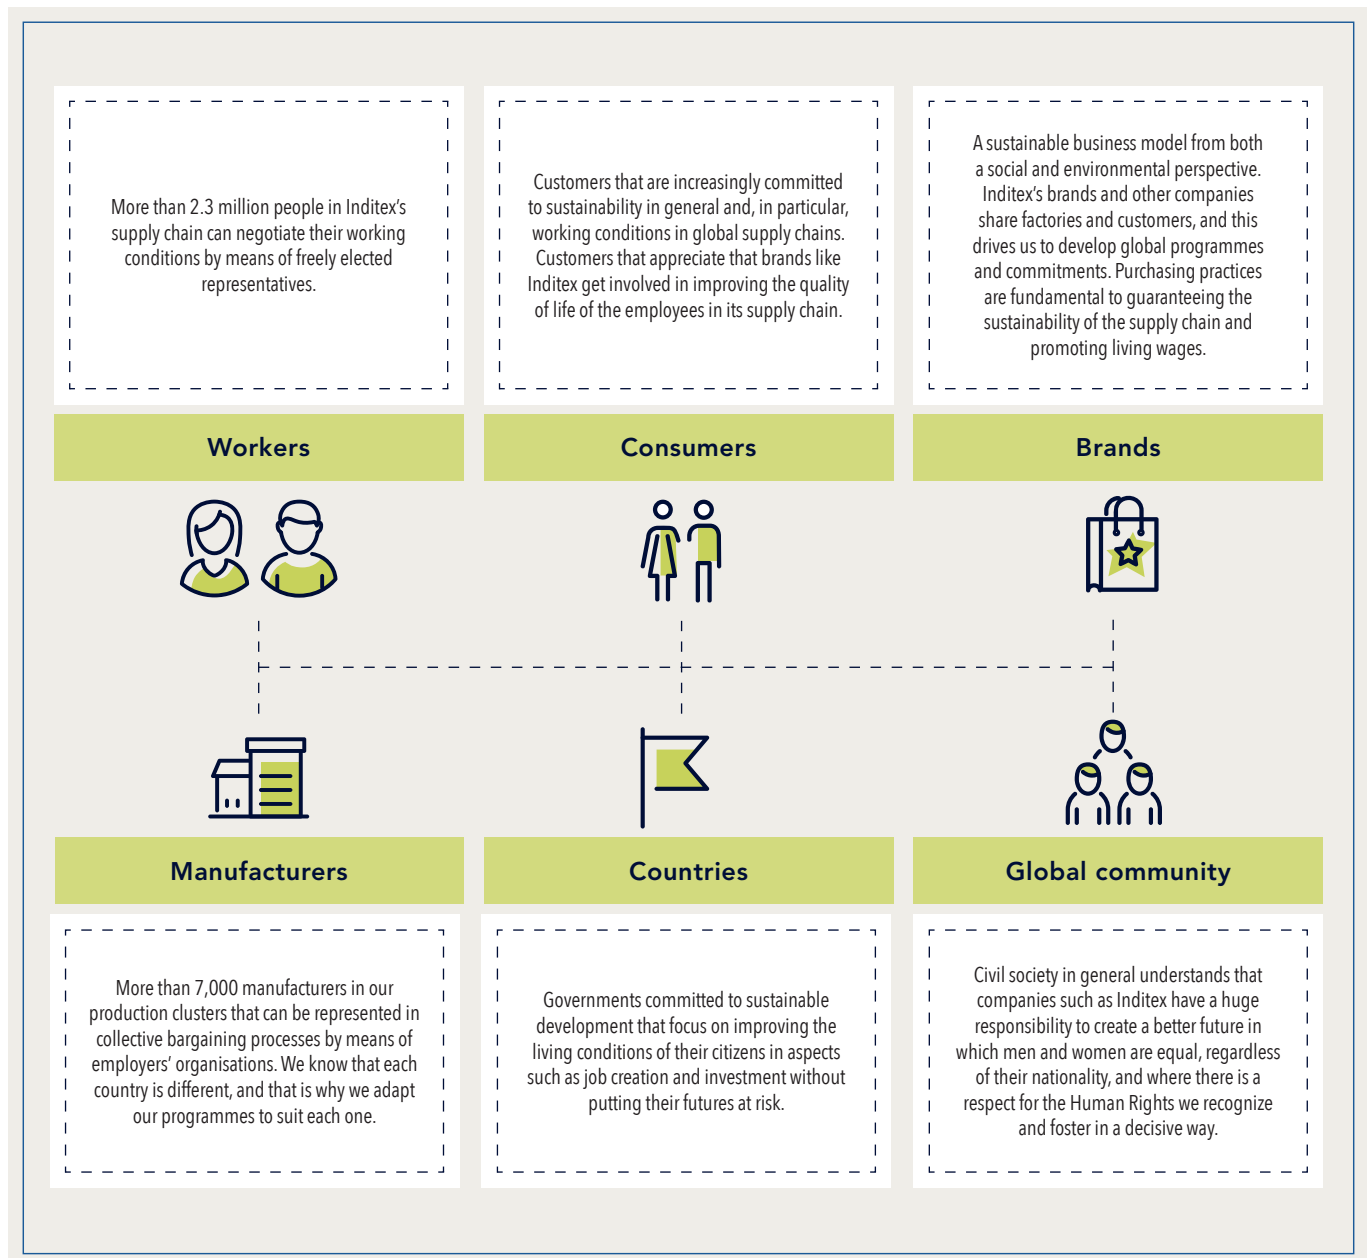 More than 2.3 million people in Inditex's
supply chain can negotiate their working
conditions by means of freely elected
representatives.
Workers
Customers that are increasingly committed
to sustainability in general and, in particular,
working conditions in global supply chains.
Customers that appreciate that brands like
Inditex get involved in improving the quality
of life of the employees in its supply chain.
Consumers
A sustainable business model from both
a social and environmental perspective.
Inditex's brands and other companies
share factories and customers, and this
drives us to develop global programmes
and commitments. Purchasing practices
are fundamental to guaranteeing the
sustainability of the supply chain and
promoting living wages.
Brands
Manufacturers
More than 7,000 manufacturers in our
production clusters that can be represented in
collective bargaining processes by means of
employers' organisations. We know that each
country is different, and that is why we adapt
our programmes to suit each one.
Countries
Governments committed to sustainable
development that focus on improving the
living conditions of their citizens in aspects
such as job creation and investment without
putting their futures at risk.
Global community
Civil society in general understands that
companies such as Inditex have a huge
responsibility to create a better future in
which men and women are equal, regardless
of their nationality, and where there is a
respect for the Human Rights we recognize
and foster in a decisive way.